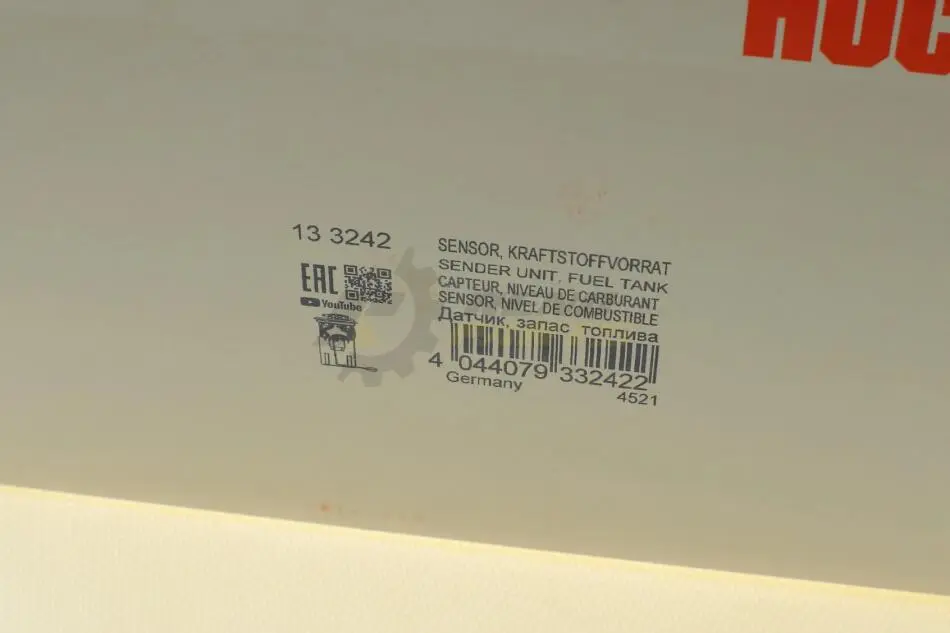 HUC
13 3242
EAC
YouTube
SENSOR, KRAFTSTOFFVORRAT
SENDER UNIT, FUEL TANK
CAPTEUR, NIVEAU DE CARBURANT
SENSOR, NIVEL DE COMBUSTIBLE
Датчик, запас топлива
4 044079 332422
Germany
4521